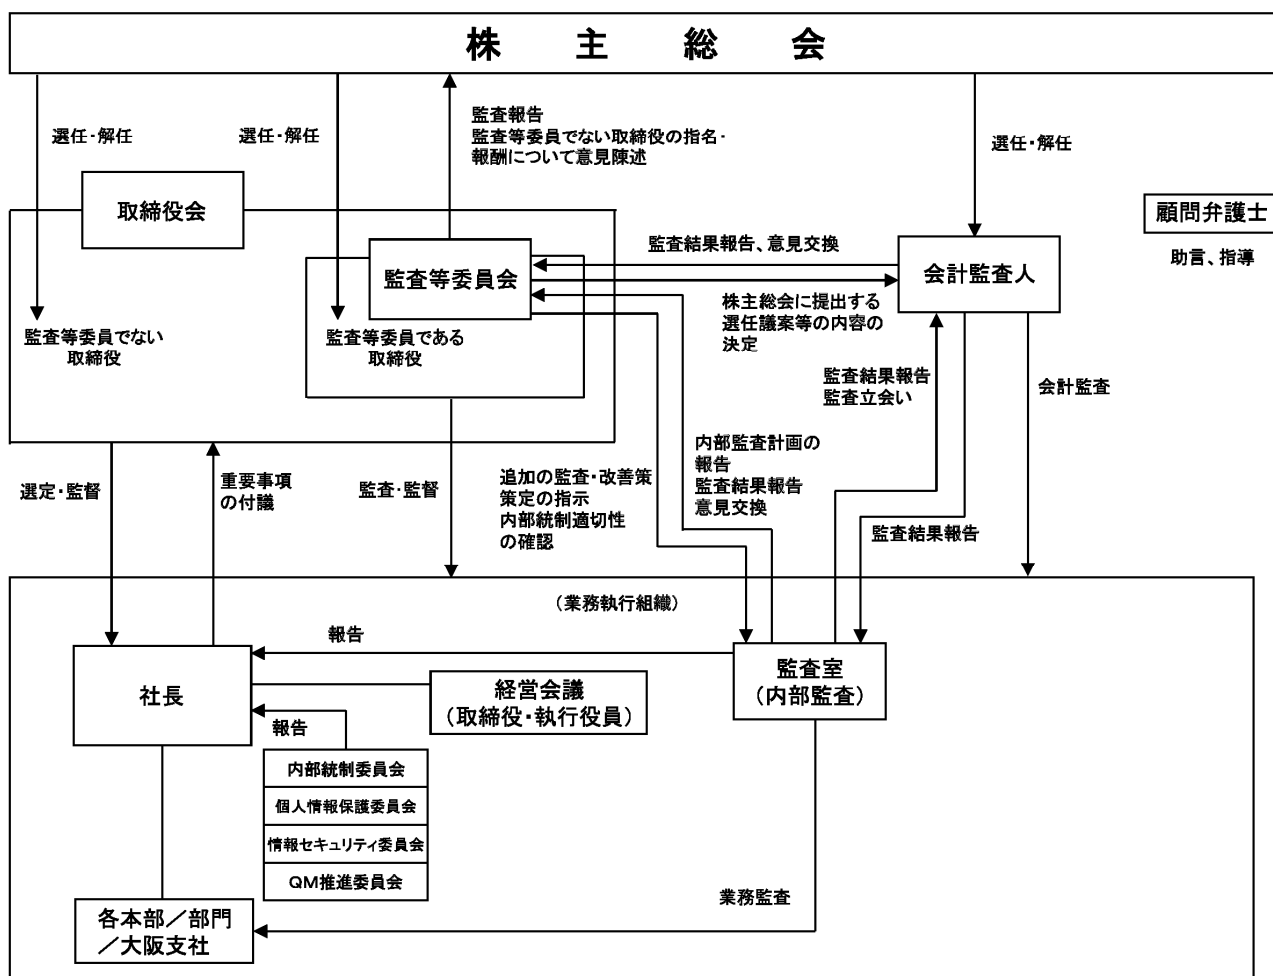 株主総会
選任・解任
選任・解任
監査報告
監査等委員でない取締役の指名・
報酬について意見陳述
選任・解任
取締役会
顧問弁護士
助言、指導
監査等委員会
監査結果報告、意見交換
会計監査人
株主総会に提出する
選任議案等の内容の
決定
監査等委員でない
取締役
監査等委員である
取締役
監査結果報告
監査立会い
会計監査
選定・監督
重要事項
の付議
監査・監督
追加の監査・改善策
策定の指示
内部統制適切性
の確認
内部監査計画の
報告
監査結果報告
意見交換
監査結果報告
（業務執行組織）
報告
社長
経営会議
（取締役・執行役員）
監査室
（内部監査）
報告
内部統制委員会
個人情報保護委員会
情報セキュリティ委員会
QM推進委員会
業務監査
各本部／部門
／大阪支社